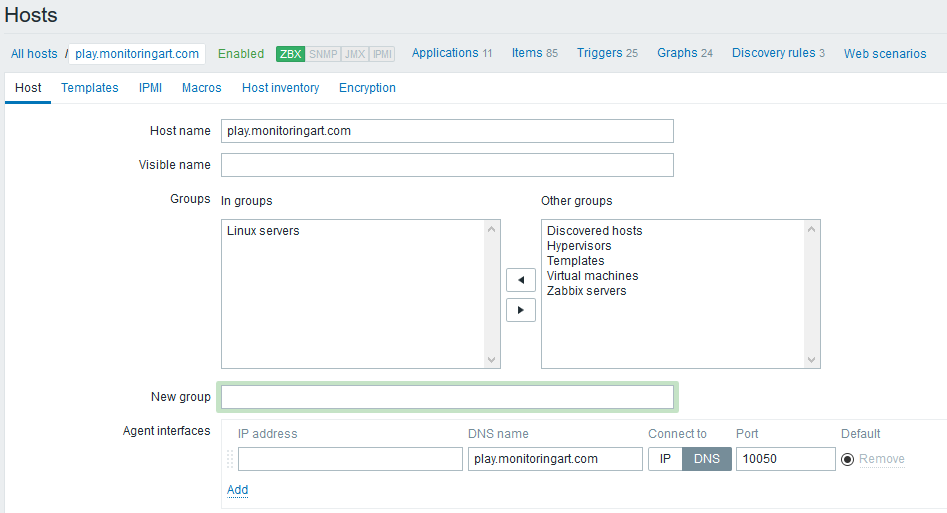 Hosts
All hosts / play.monitoringart.com Enabled ZBX SNMP JMX IPMI Applications 11 Items 85 Triggers 25 Graphs 24 Discovery rules 3 Web scenarios
Host Templates IPMI Macros Host inventory Encryption
Host name play.monitoringart.com
Visible name
Groups In groups Other groups
Linux servers Discovered hosts
Hypervisors
Templates
Virtual machines
Zabbix servers
New group
Agent interfaces IP address DNS name Connect to Port Default
play.monitoringart.com IP DNS 10050 Remove
Add